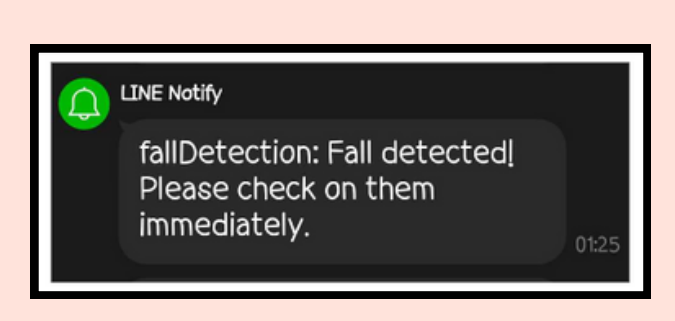 LINE Notify
fallDetection: Fall detected!
Please check on them
immediately.
01:25